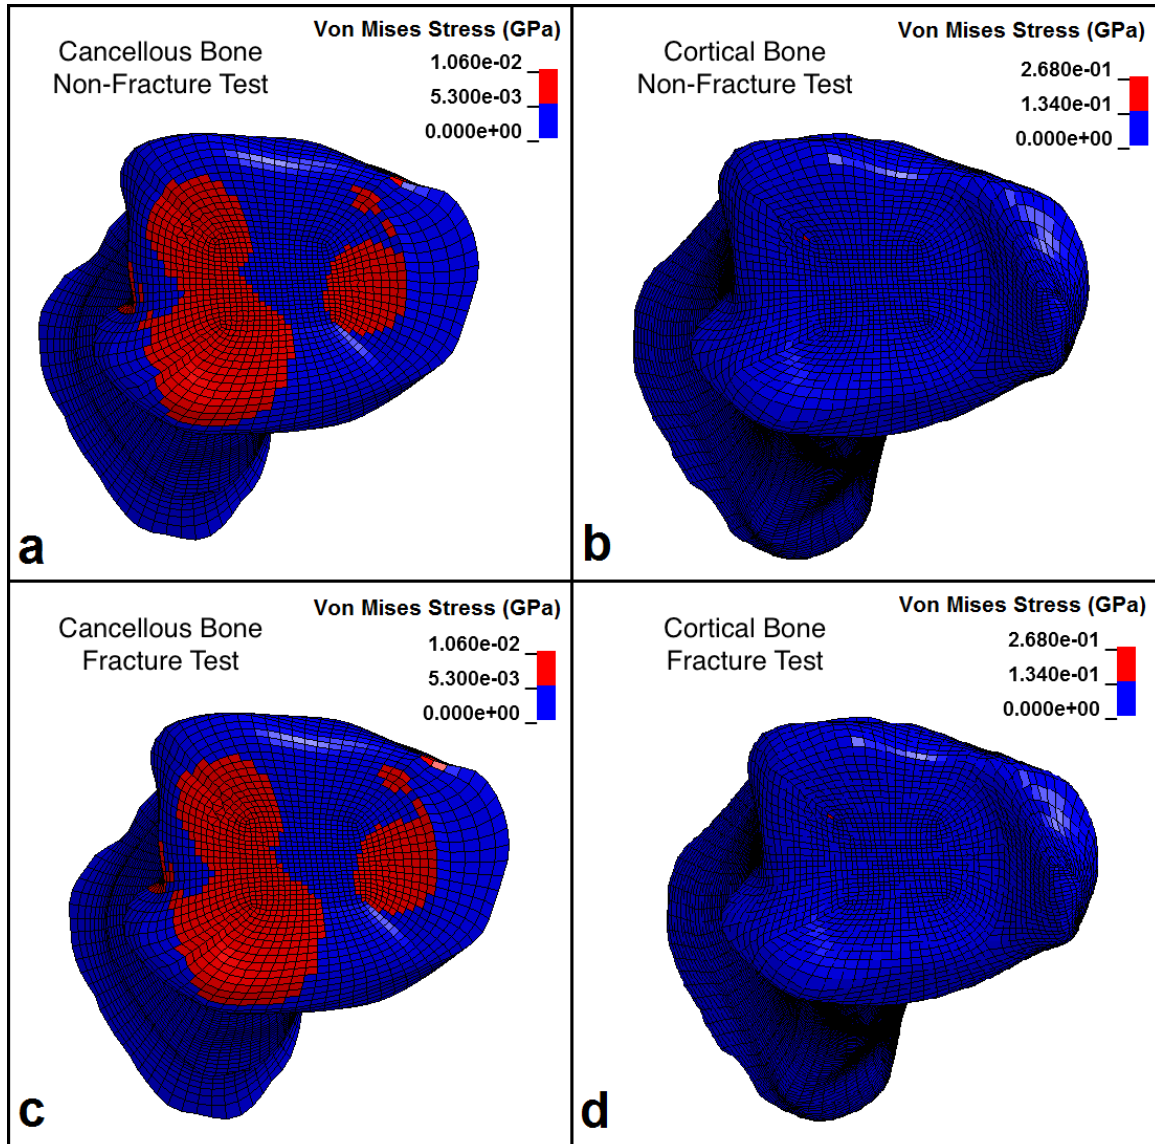 Cancellous Bone
Non-Fracture Test
Von Mises Stress (GPa)
1.060e-02
5.300e-03
0.000e+00
a
Cortical Bone
Non-Fracture Test
Von Mises Stress (GPa)
2.680e-01
1.340e-01
0.000e+00
b
Cancellous Bone
Fracture Test
Von Mises Stress (GPa)
1.060e-02
5.300e-03
0.000e+00
c
Cortical Bone
Fracture Test
Von Mises Stress (GPa)
2.680e-01
1.340e-01
0.000e+00
d